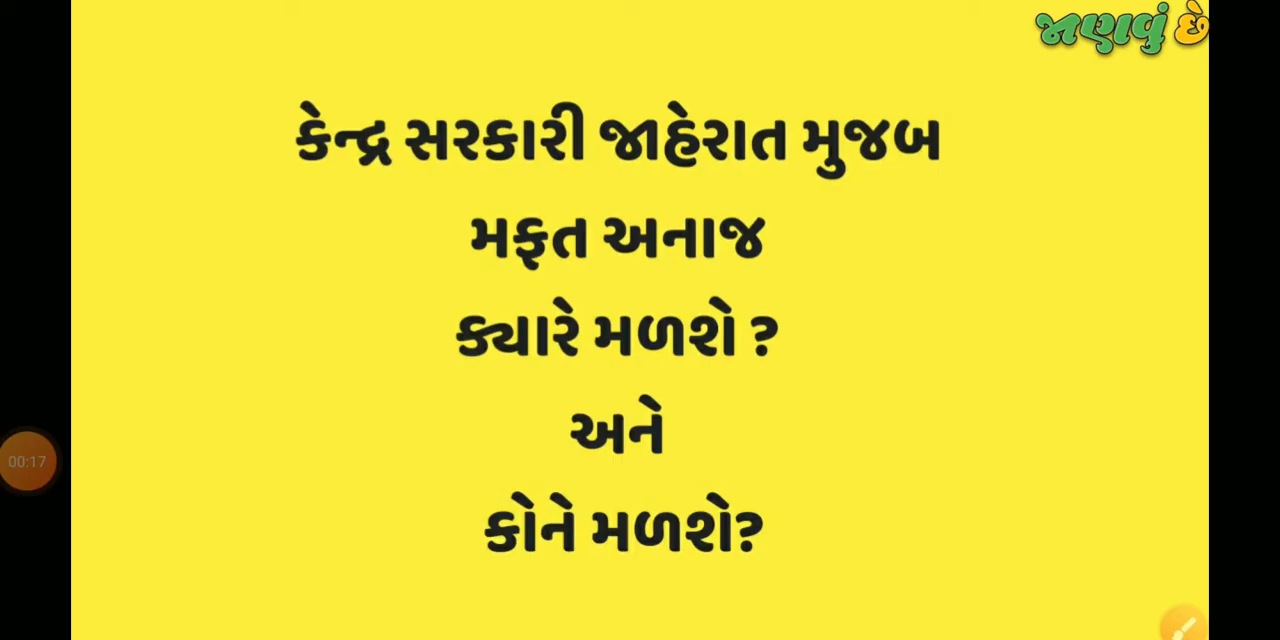 જાણવું છે
કેન્દ્ર સરકારી જાહેરાત મુજબ
મફત અનાજ
ક્યારે મળશે ?
અને
કોને મળશે?
00:17